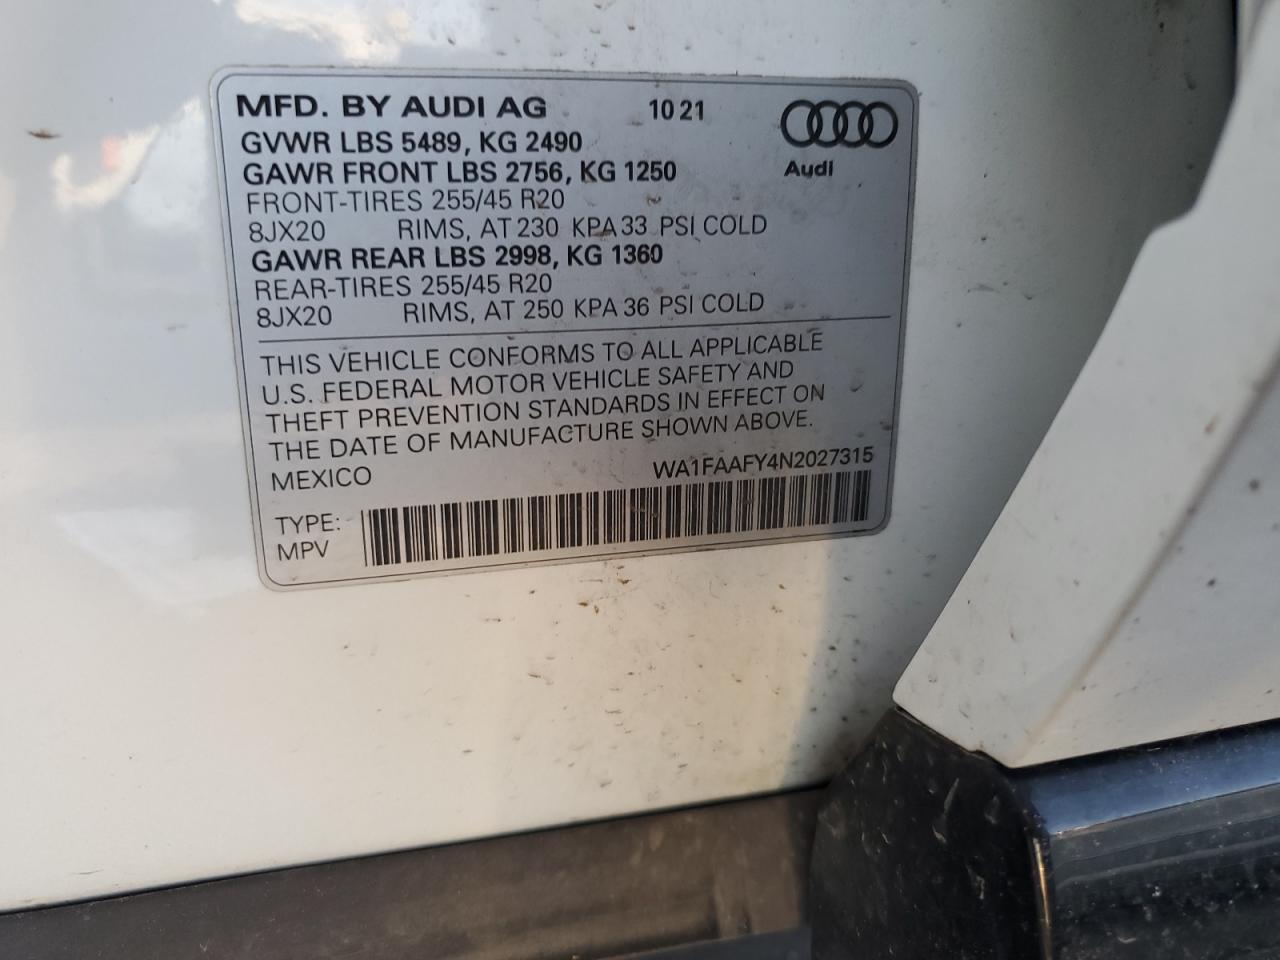 MFD. BY AUDI AG 10 21
GVWR LBS 5489, KG 2490
GAWR FRONT LBS 2756, KG 1250
Audi
FRONT-TIRES 255/45 R20
8JX20 RIMS, AT 230 KPA 33 PSI COLD
GAWR REAR LBS 2998, KG 1360
REAR-TIRES 255/45 R20
8JX20 RIMS, AT 250 KPA 36 PSI COLD
THIS VEHICLE CONFORMS TO ALL APPLICABLE
U.S. FEDERAL MOTOR VEHICLE SAFETY AND
THEFT PREVENTION STANDARDS IN EFFECT ON
THE DATE OF MANUFACTURE SHOWN ABOVE.
MEXICO WA1FAAFY4N2027315
TYPE:
MPV